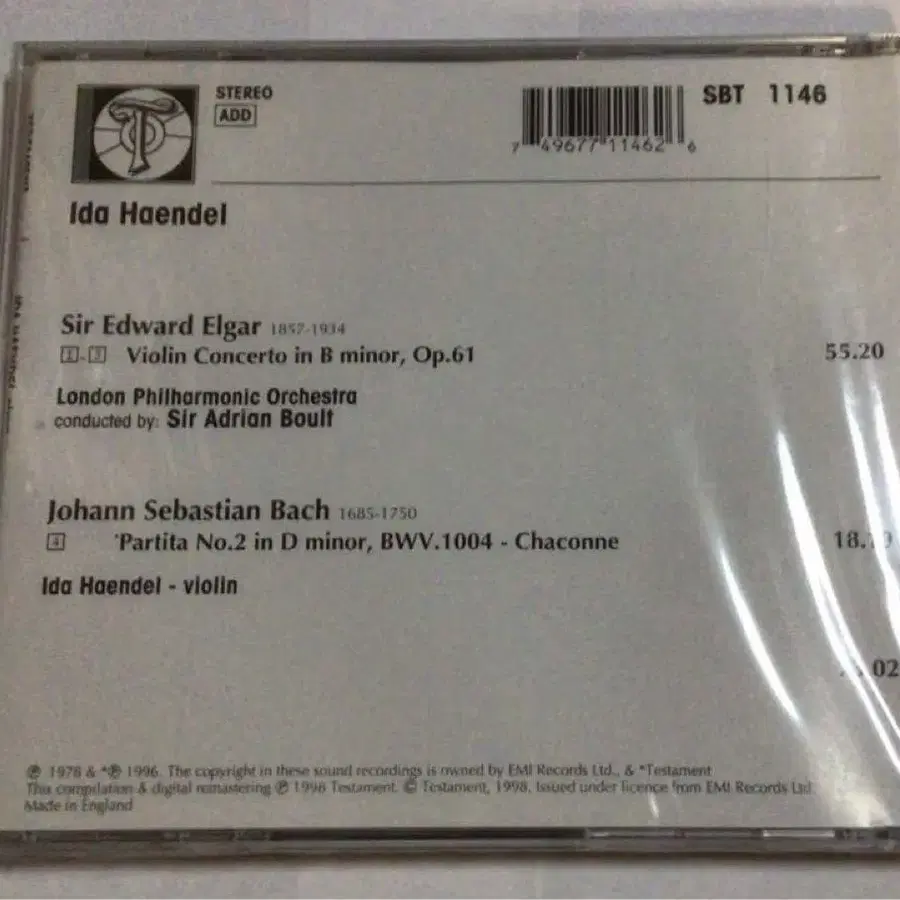 STEREO
ADD
SBT 1146
7 49677 11462 6
Ida Haendel
Sir Edward Elgar 1857-1934
1-3 Violin Concerto in B minor, Op.61 55.20
London Philharmonic Orchestra
conducted by: Sir Adrian Boult
Johann Sebastian Bach 1685-1750
4 *Partita No.2 in D minor, BWV.1004 - Chaconne
Ida Haendel - violin
℗ 1978 & *℗ 1996. The copyright in these sound recordings is owned by EMI Records Ltd., & *Testament
This compilation & digital remastering ℗ 1998 Testament. © Testament, 1998. Issued under licence from EMI Records Ltd.
Made in England